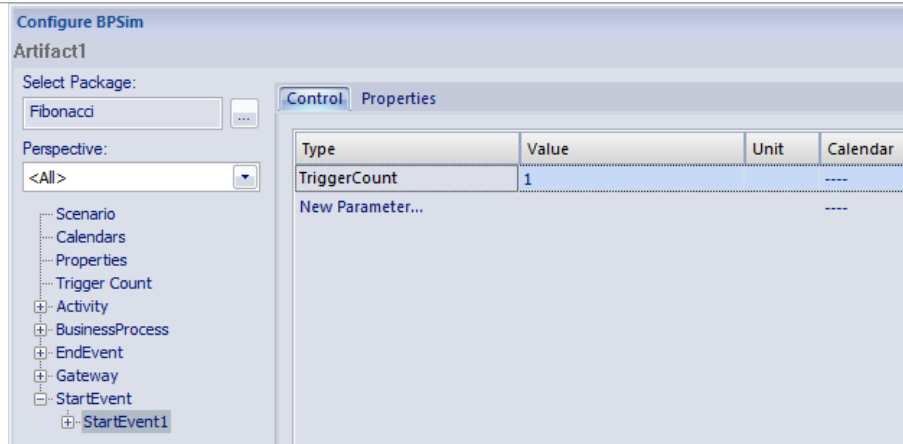 Configure BPSim
Artifact1
Select Package:
Fibonacci
...
Perspective:
<All>
Scenario
Calendars
Properties
Trigger Count
Activity
BusinessProcess
EndEvent
Gateway
StartEvent
StartEvent1
Control Properties
Type Value Unit Calendar
TriggerCount 1 ----
New Parameter... ----